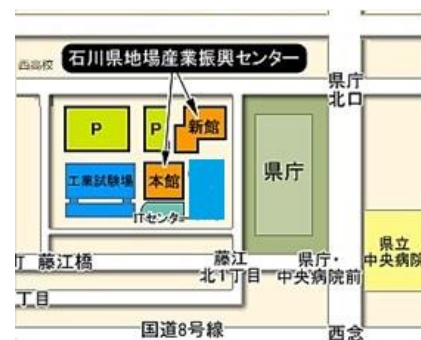 石川県地場産業振興センター
西高校
県庁
北口
P
P
新館
工業試験場
本館
県庁
ITセンター
藤江橋
藤江
北1丁目
県庁・
中央病院前
県立
中央病院
丁目
国道8号線
西念